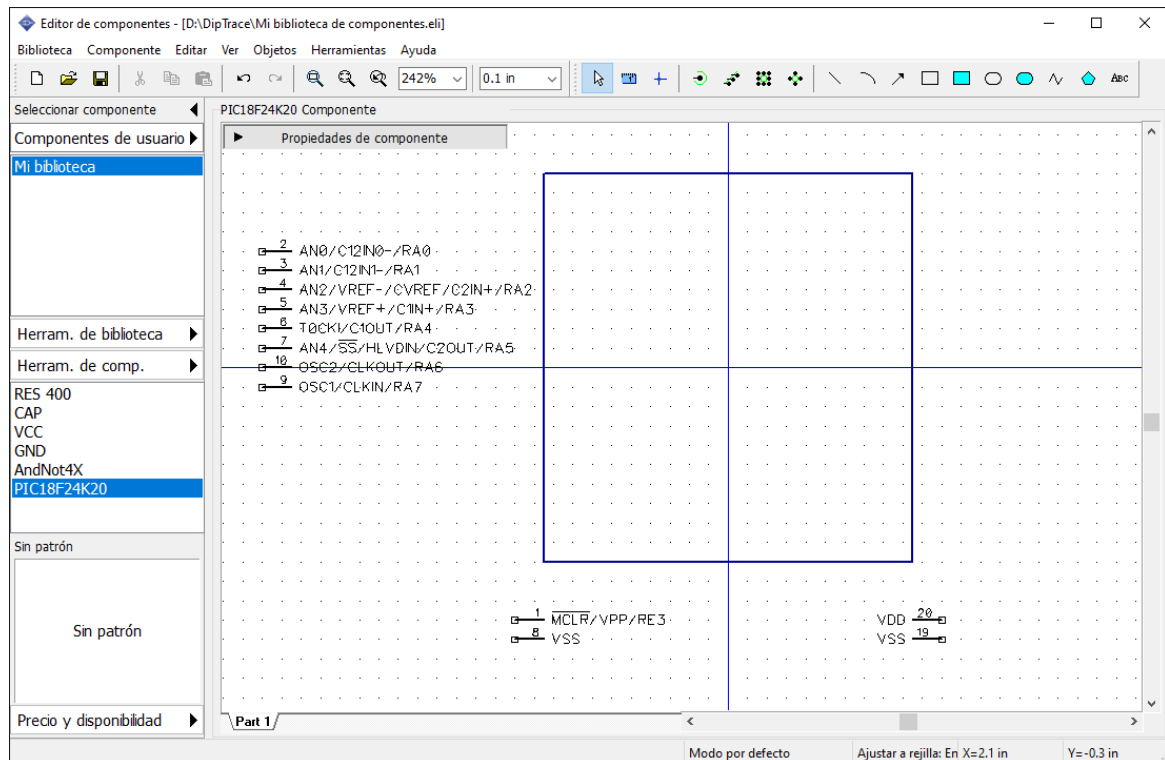 Editor de componentes - [D:\DipTrace\Mi biblioteca de componentes.eli]
Biblioteca Componente Editar Ver Objetos Herramientas Ayuda
242% 0.1 in ABC
Seleccionar componente
PIC18F24K20 Componente
Componentes de usuario
Propiedades de componente
Mi biblioteca
2 AN0/C12IN0-/RA0
3 AN1/C12IN1-/RA1
4 AN2/VREF-/CVREF/C2IN+/RA2
5 AN3/VREF+/C1IN+/RA3
6 T0CKI/C1OUT/RA4
7 AN4/SS/HLVDIN/C2OUT/RA5
10 OSC2/CLKOUT/RA6
9 OSC1/CLKIN/RA7
Herram. de biblioteca
Herram. de comp.
RES 400
CAP
VCC
GND
AndNot4X
PIC18F24K20
Sin patrón
Sin patrón
1 MCLR/VPP/RE3
8 VSS
VDD 20
VSS 19
Precio y disponibilidad
Part 1
Modo por defecto Ajustar a rejilla: En X=2.1 in Y=-0.3 in